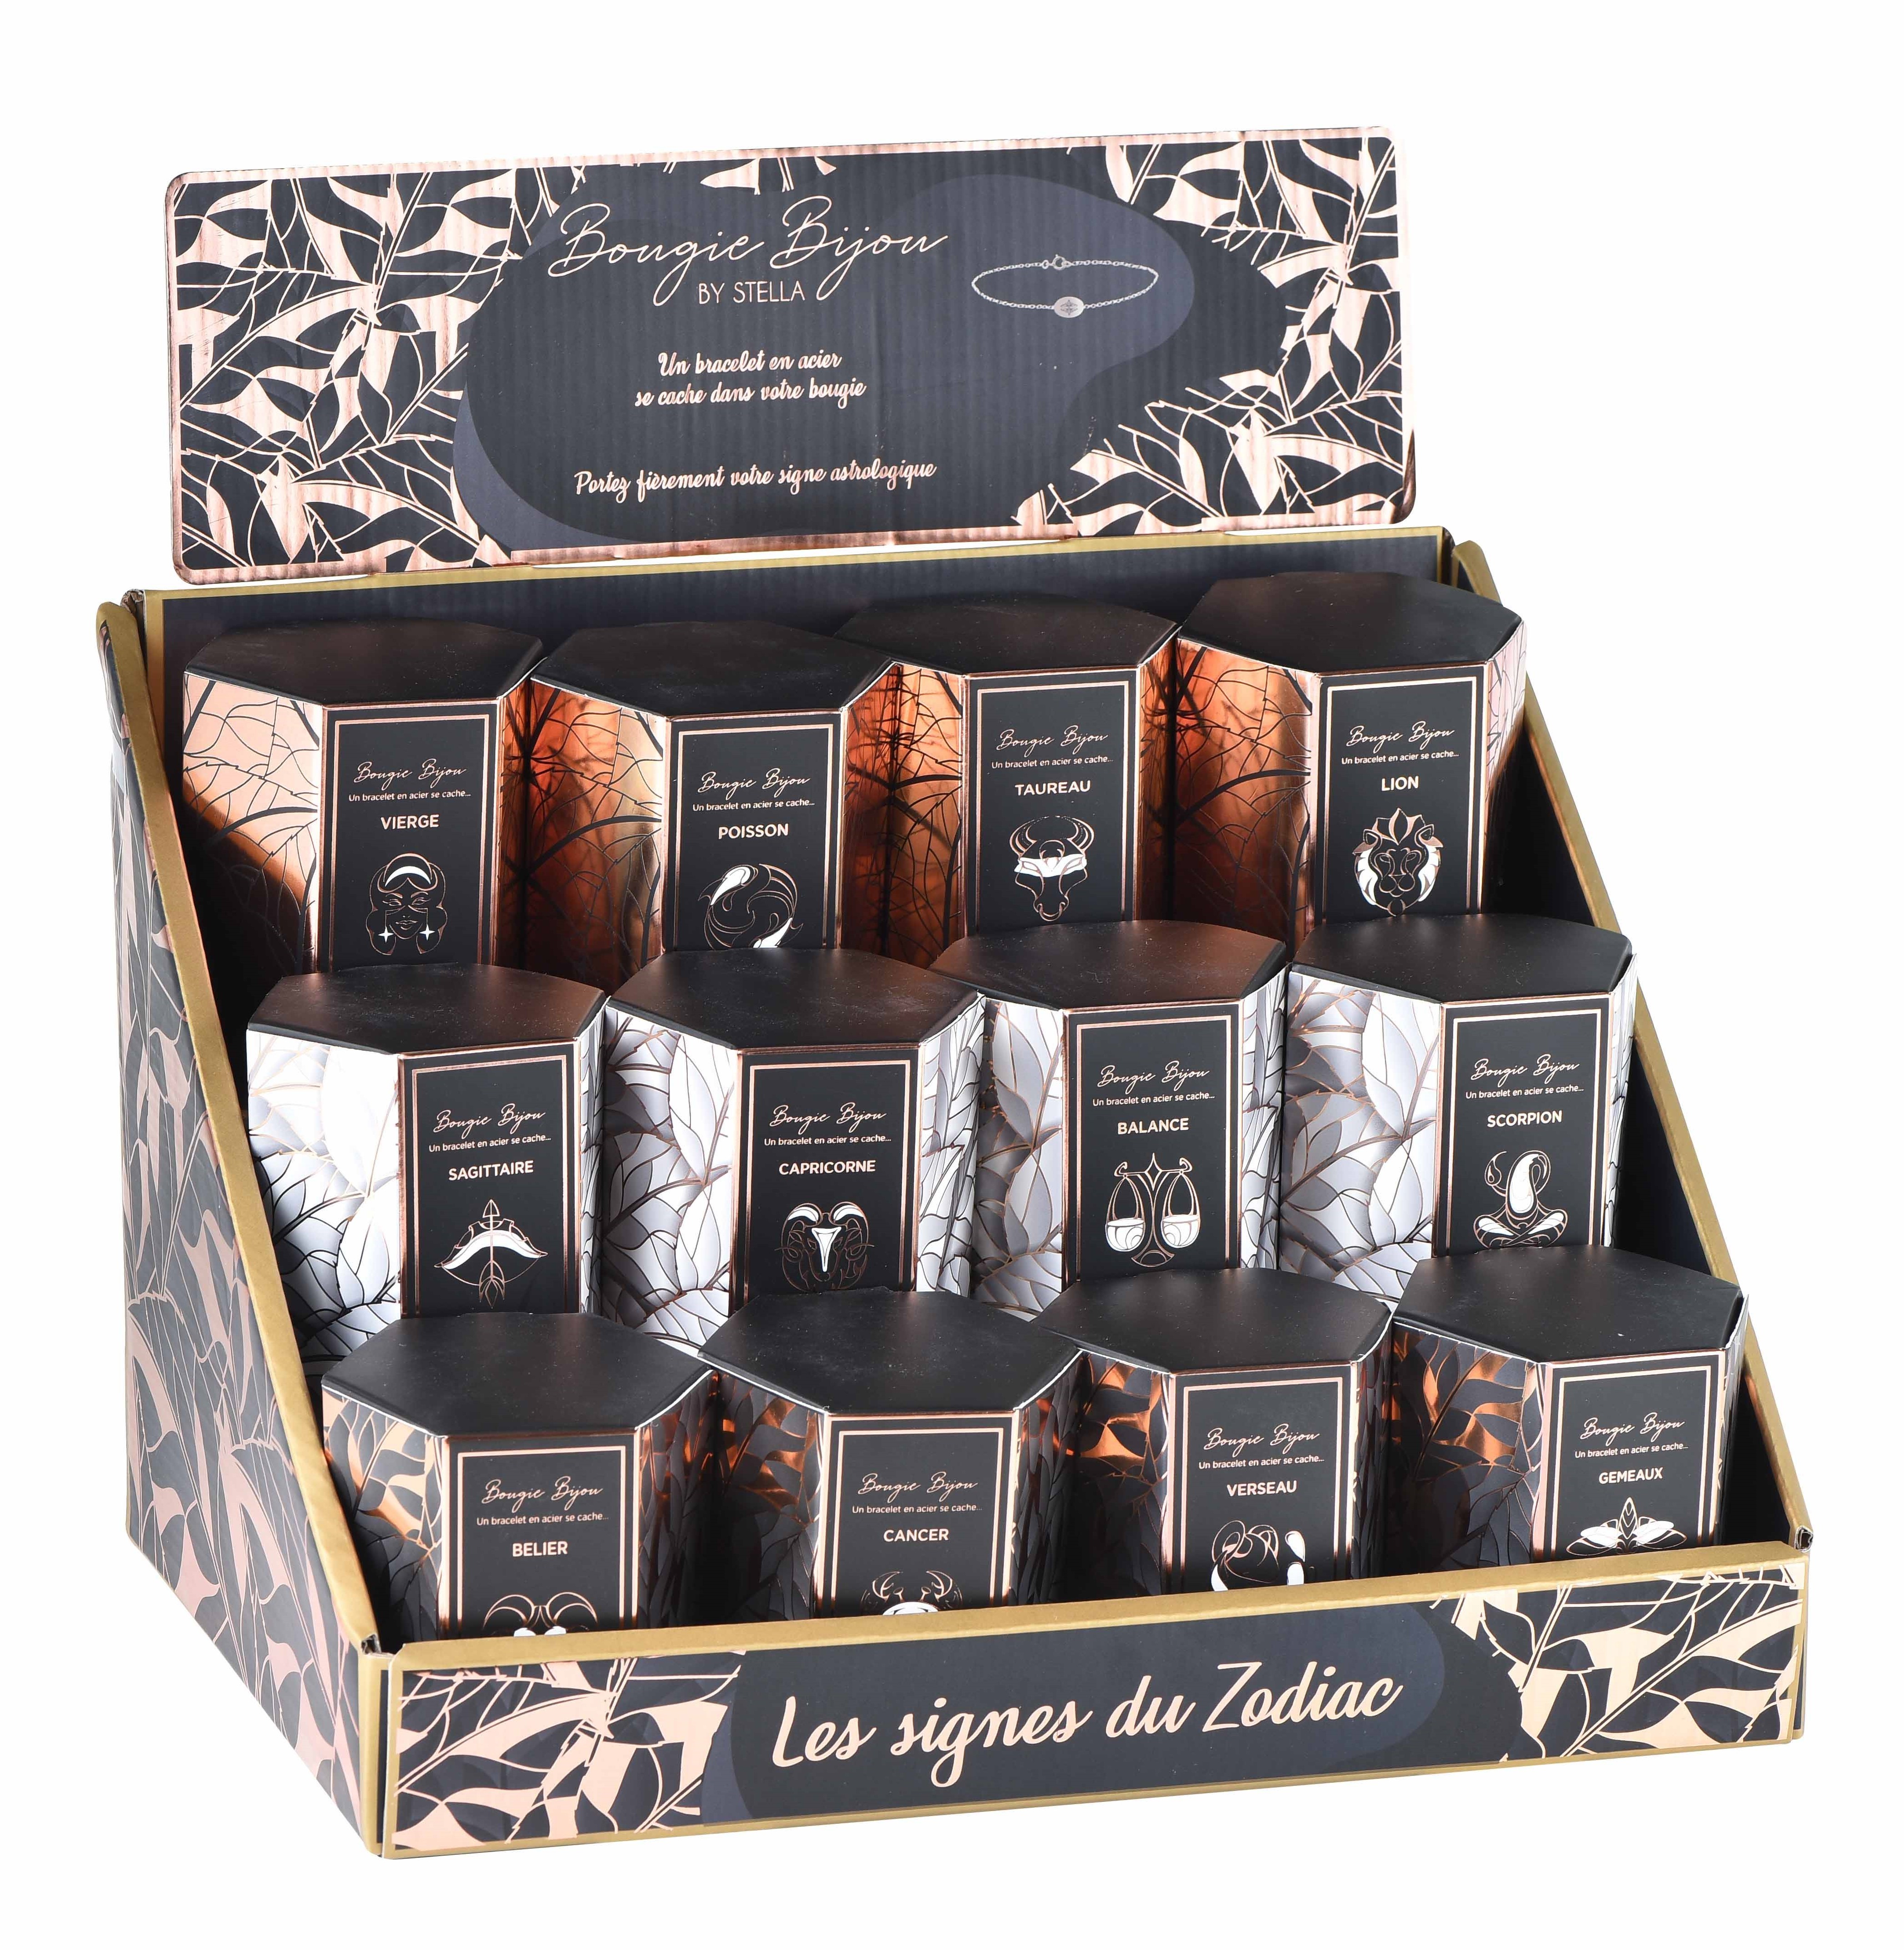 Bougie Bijou
BY STELLA
Un bracelet en acier
se cache dans votre bougie
Portez fièrement votre signe astrologique
Bougie Bijou
Un bracelet en acier se cache...
VIERGE
Bougie Bijou
Un bracelet en acier se cache...
POISSON
Bougie Bijou
Un bracelet en acier se cache...
TAUREAU
Bougie Bijou
Un bracelet en acier se cache...
LION
Bougie Bijou
Un bracelet en acier se cache...
SAGITTAIRE
Bougie Bijou
Un bracelet en acier se cache...
CAPRICORNE
Bougie Bijou
Un bracelet en acier se cache...
BALANCE
Bougie Bijou
Un bracelet en acier se cache...
SCORPION
Bougie Bijou
Un bracelet en acier se cache...
BELIER
Bougie Bijou
Un bracelet en acier se cache...
CANCER
Bougie Bijou
Un bracelet en acier se cache...
VERSEAU
Bougie Bijou
Un bracelet en acier se cache...
GEMEAUX
Les signes du Zodiac